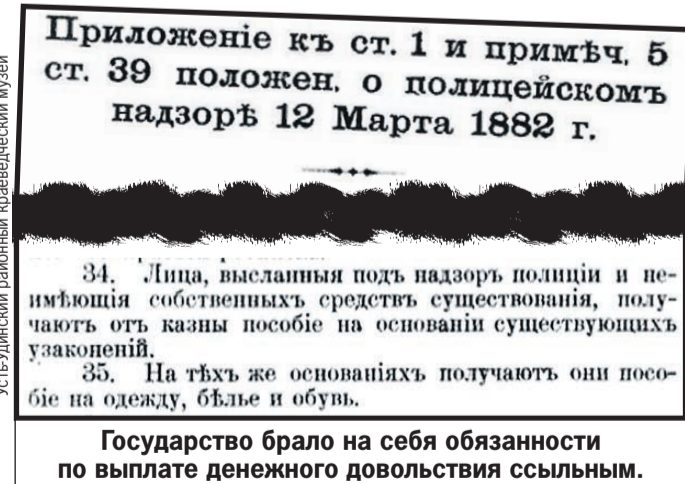 Усть-Удинский районный краеведческий музей
Приложеніе къ ст. 1 и примѣч. 5
ст. 39 положен. о полицейскомъ
надзорѣ 12 Марта 1882 г.
34. Лица, высланныя подъ надзоръ полиціи и не-
имѣющія собственныхъ средствъ существованія, полу-
чаютъ отъ казны пособіе на основаніи существующихъ
узаконеній.
35. На тѣхъ же основаніяхъ получаютъ они посо-
біе на одежду, бѣлье и обувь.
Государство брало на себя обязанности
по выплате денежного довольствия ссыльным.